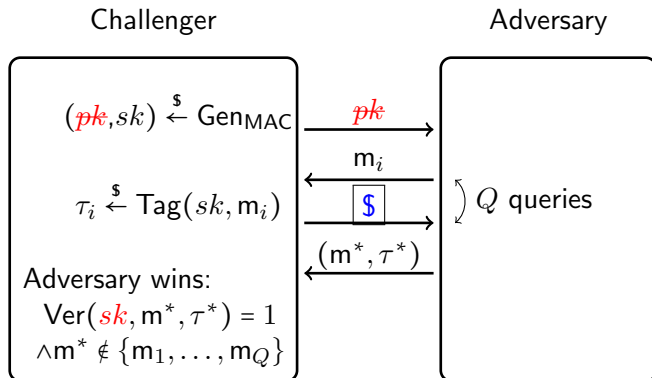 Challenger
Adversary
(pk,sk) $← Gen_MAC
pk
m_i
τ_i $← Tag(sk, m_i)
$
Q queries
(m*, τ*)
Adversary wins:
Ver(sk, m*, τ*) = 1
∧m* ∉ {m_1, . . . , m_Q}